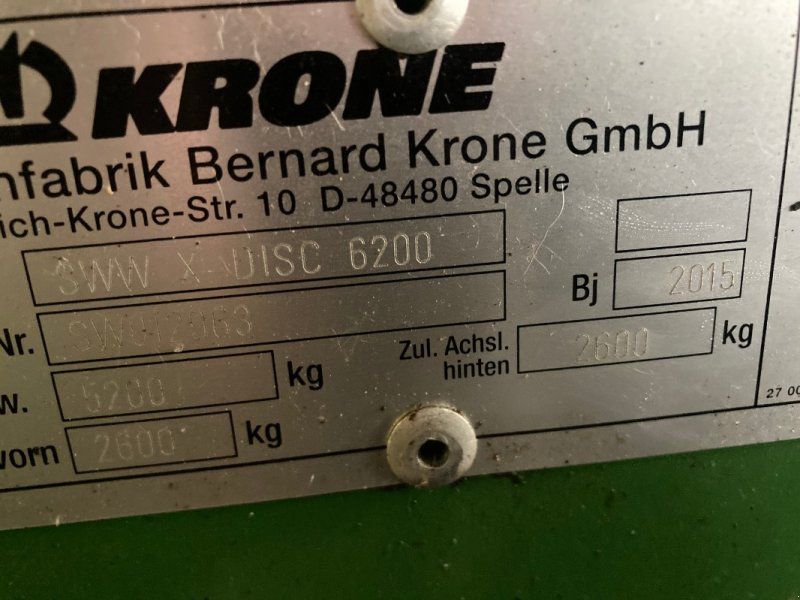 KRONE
nfabrik Bernard Krone GmbH
ich-Krone-Str. 10 D-48480 Spelle
SWW X-DISC 6200
Bj 2015
Nr.
Zul. Achsl. hinten 2600 kg
w. 5200 kg
vorn 2600 kg
27 00